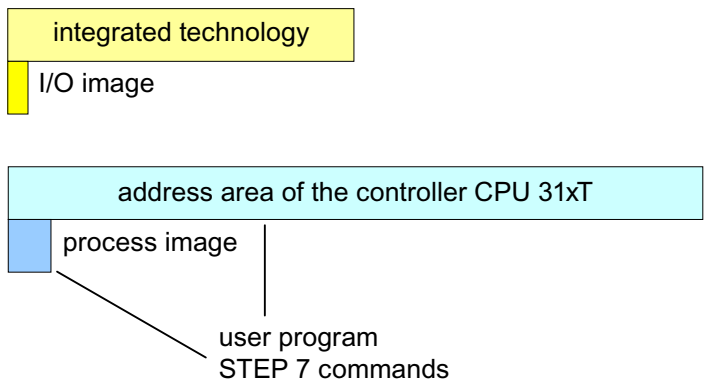 integrated technology
I/O image
address area of the controller CPU 31xT
process image
user program
STEP 7 commands